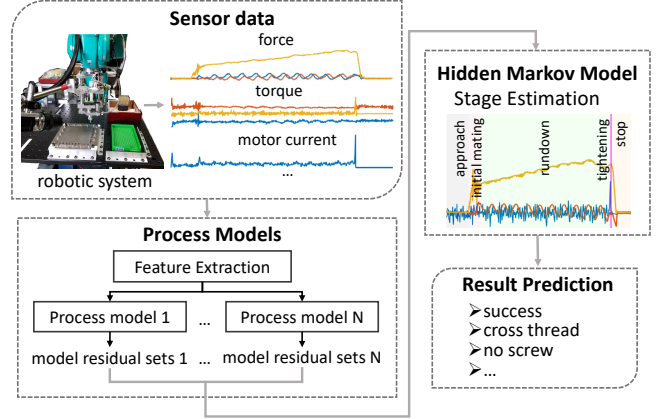 Sensor data
force
torque
motor current
...
robotic system
Process Models
Feature Extraction
Process model 1 ... Process model N
model residual sets 1 ... model residual sets N
Hidden Markov Model
Stage Estimation
approach
initial mating
rundown
tightening
stop
Result Prediction
➢success
➢cross thread
➢no screw
➢...